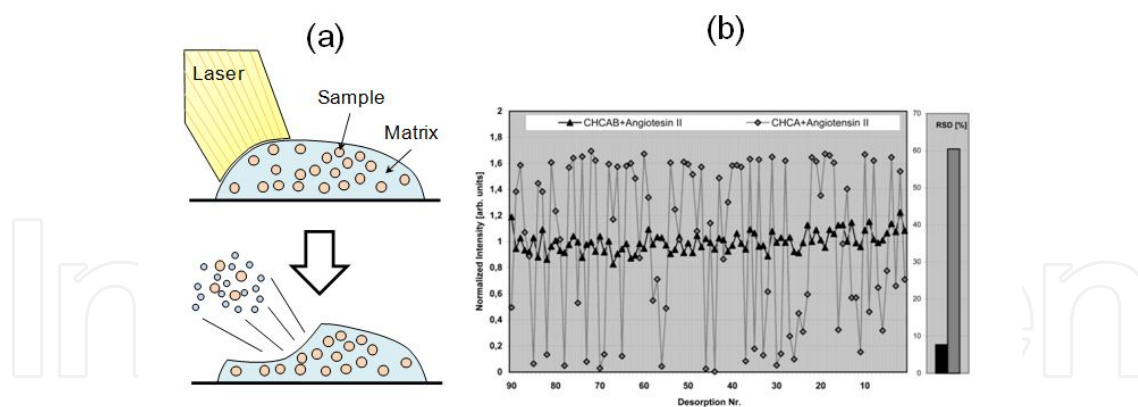 (a)
(b)
Laser
Sample
Matrix
CHCAB+Angiotesin II
CHCA+Angiotensin II
RSD [%]
Normalized Intensity [arb. units]
2
1,8
1,6
1,4
1,2
1
0,8
0,6
0,4
0,2
0
90 80 70 60 50 40 30 20 10
Desorption Nr.
70
60
50
40
30
20
10
0